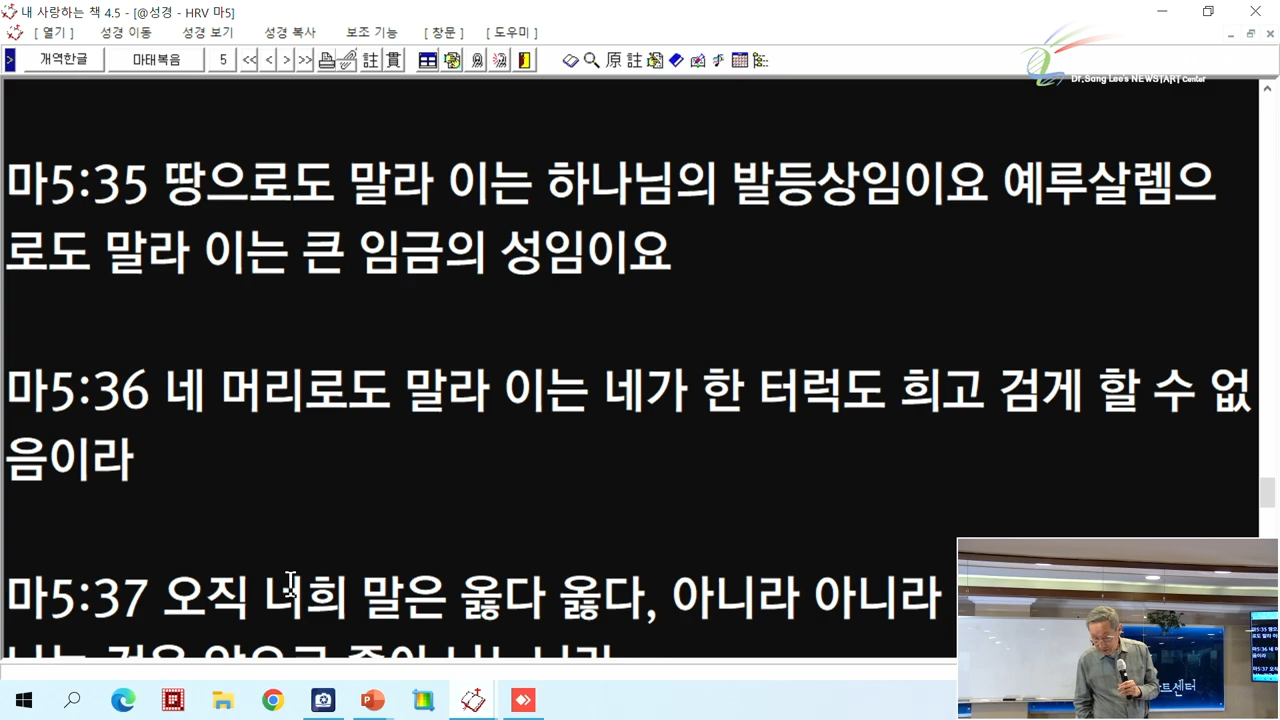 내 사랑하는 책 4.5 - [@성경 - HRV 마5]
[ 열기 ] 성경 이동 성경 보기 성경 복사 보조 기능 [ 창문 ] [ 도우미 ]
개역한글 마태복음 5 << < > >> 註 貫 原 註
Dr.Sang Lee's NEWSTART Center
마5:35 땅으로도 말라 이는 하나님의 발등상임이요 예루살렘으
로도 말라 이는 큰 임금의 성임이요
마5:36 네 머리로도 말라 이는 네가 한 터럭도 희고 검게 할 수 없
음이라
마5:37 오직 너희 말은 옳다 옳다, 아니라 아니라
트센터